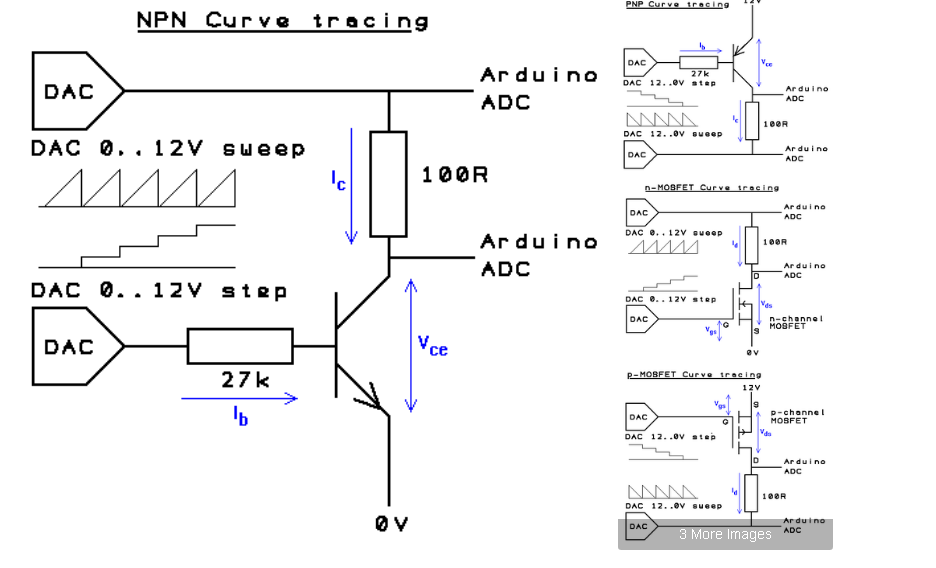 NPN Curve tracing
DAC
Arduino
ADC
DAC 0..12V sweep
Ic
100R
Arduino
ADC
DAC 0..12V step
DAC
27k
Ib
Vce
0V
PNP Curve tracing
12V
Ib
DAC
27k
Vce
DAC 12..0V step
Arduino
ADC
Ic
100R
DAC 12..0V sweep
DAC
Arduino
ADC
n-MOSFET Curve tracing
DAC
Arduino
ADC
DAC 0..12V sweep
Id
100R
Arduino
ADC
D
DAC 0..12V step
Vds
DAC
G
n-channel
MOSFET
Vgs
S
0V
p-MOSFET Curve tracing
12V
Vgs
S
DAC
G
p-channel
MOSFET
DAC 12..0V step
Vds
D
Arduino
ADC
Id
100R
DAC 12..0V sweep
DAC
Arduino
ADC
3 More Images